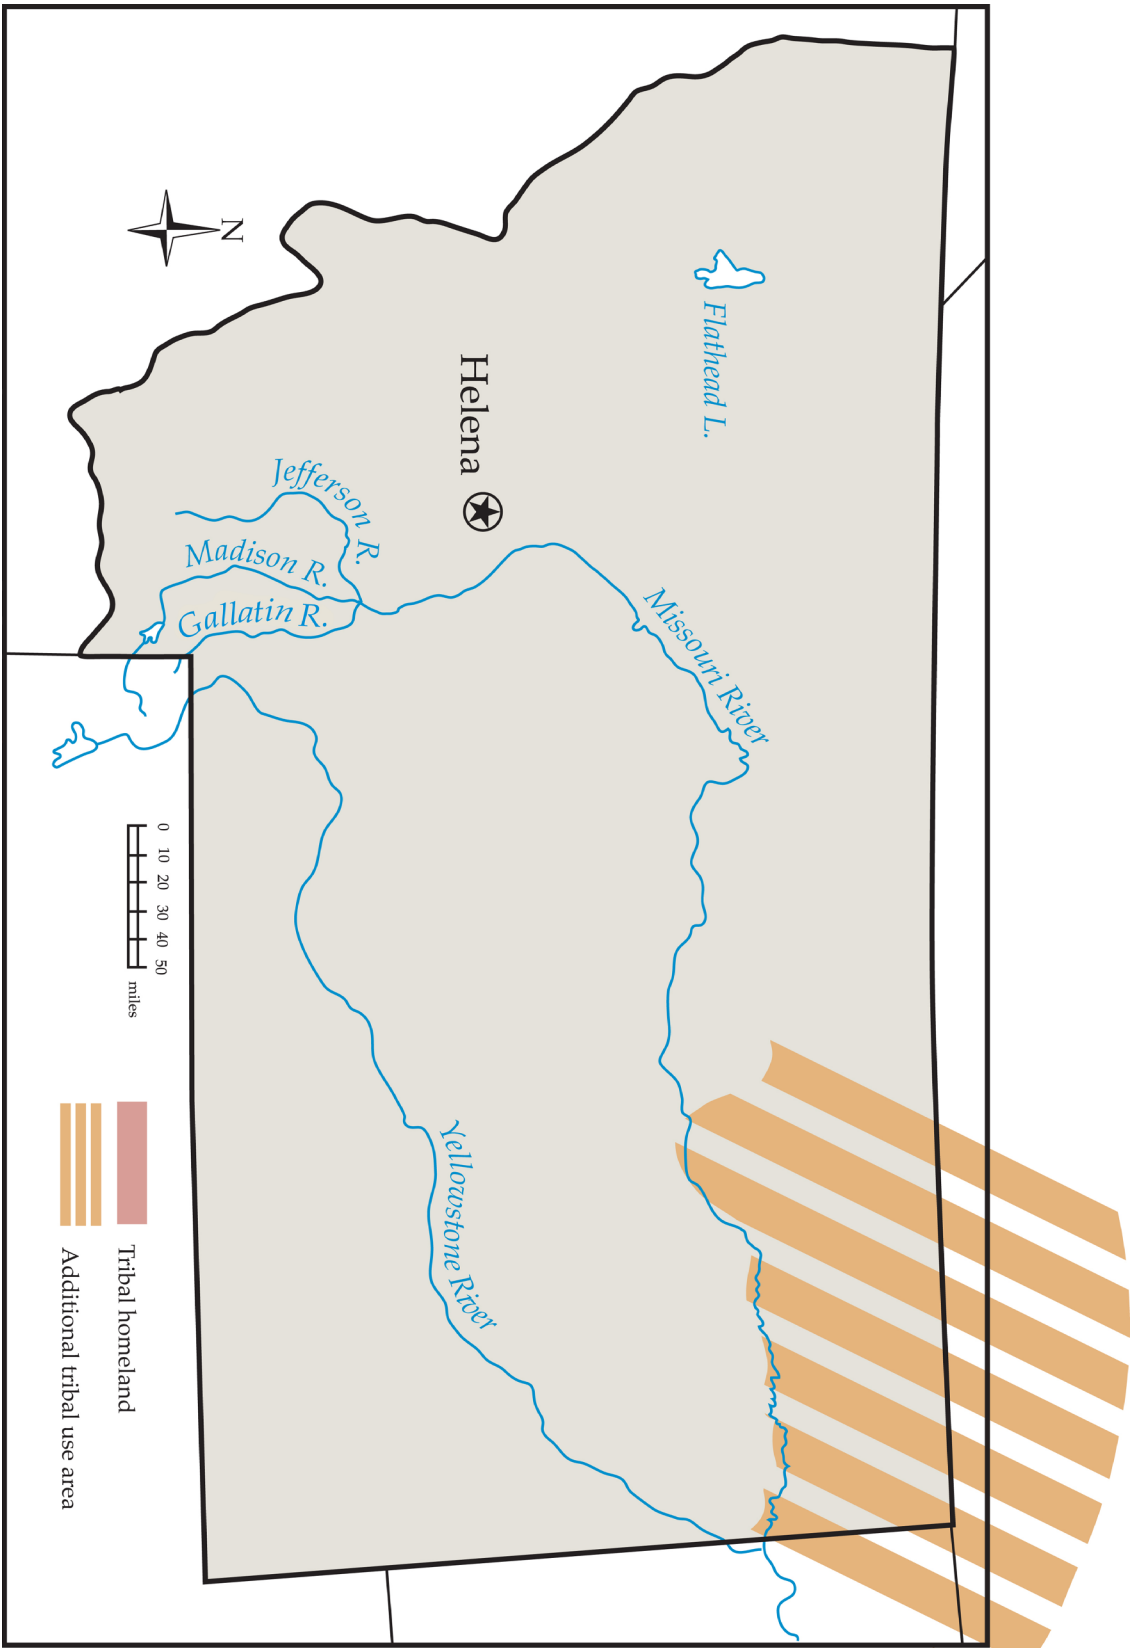 Flathead L.
Helena
Missouri River
Jefferson R.
Madison R.
Gallatin R.
Yellowstone River
N
0 10 20 30 40 50
miles
Tribal homeland
Additional tribal use area